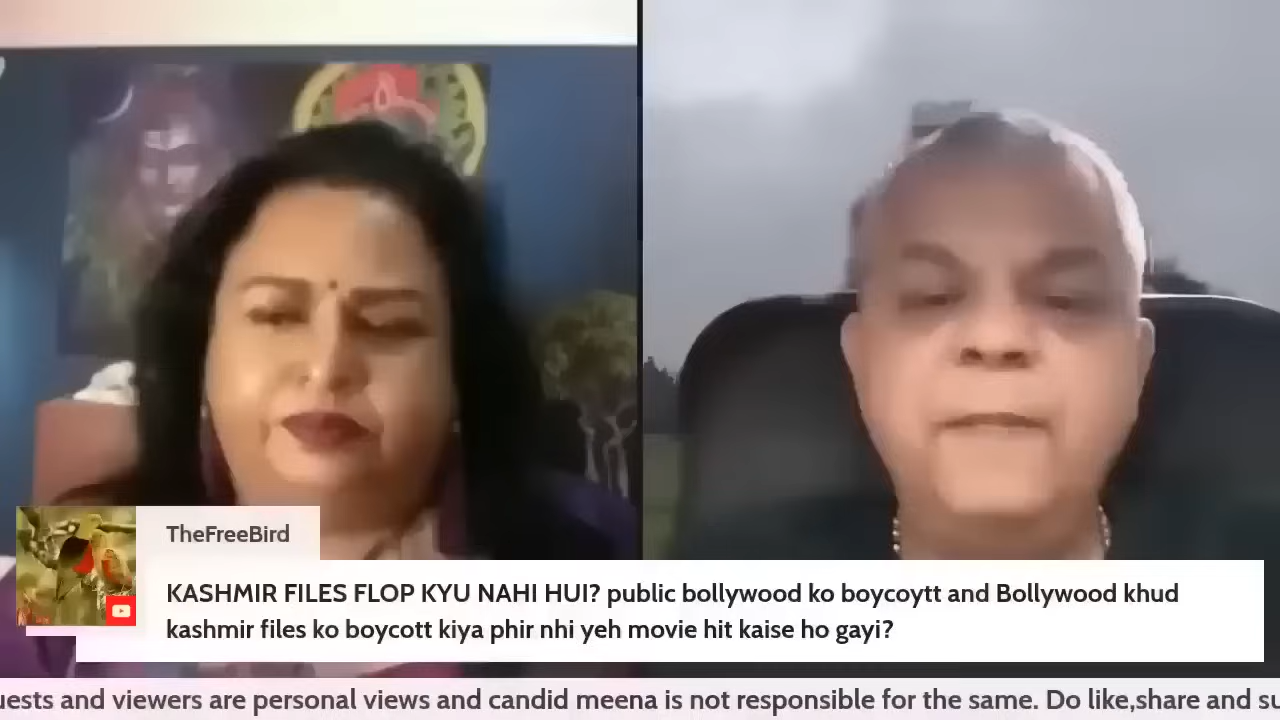 TheFreeBird
KASHMIR FILES FLOP KYU NAHI HUI? public bollywood ko boycoytt and Bollywood khud
kashmir files ko boycott kiya phir nhi yeh movie hit kaise ho gayi?
uests and viewers are personal views and candid meena is not responsible for the same. Do like,share and su